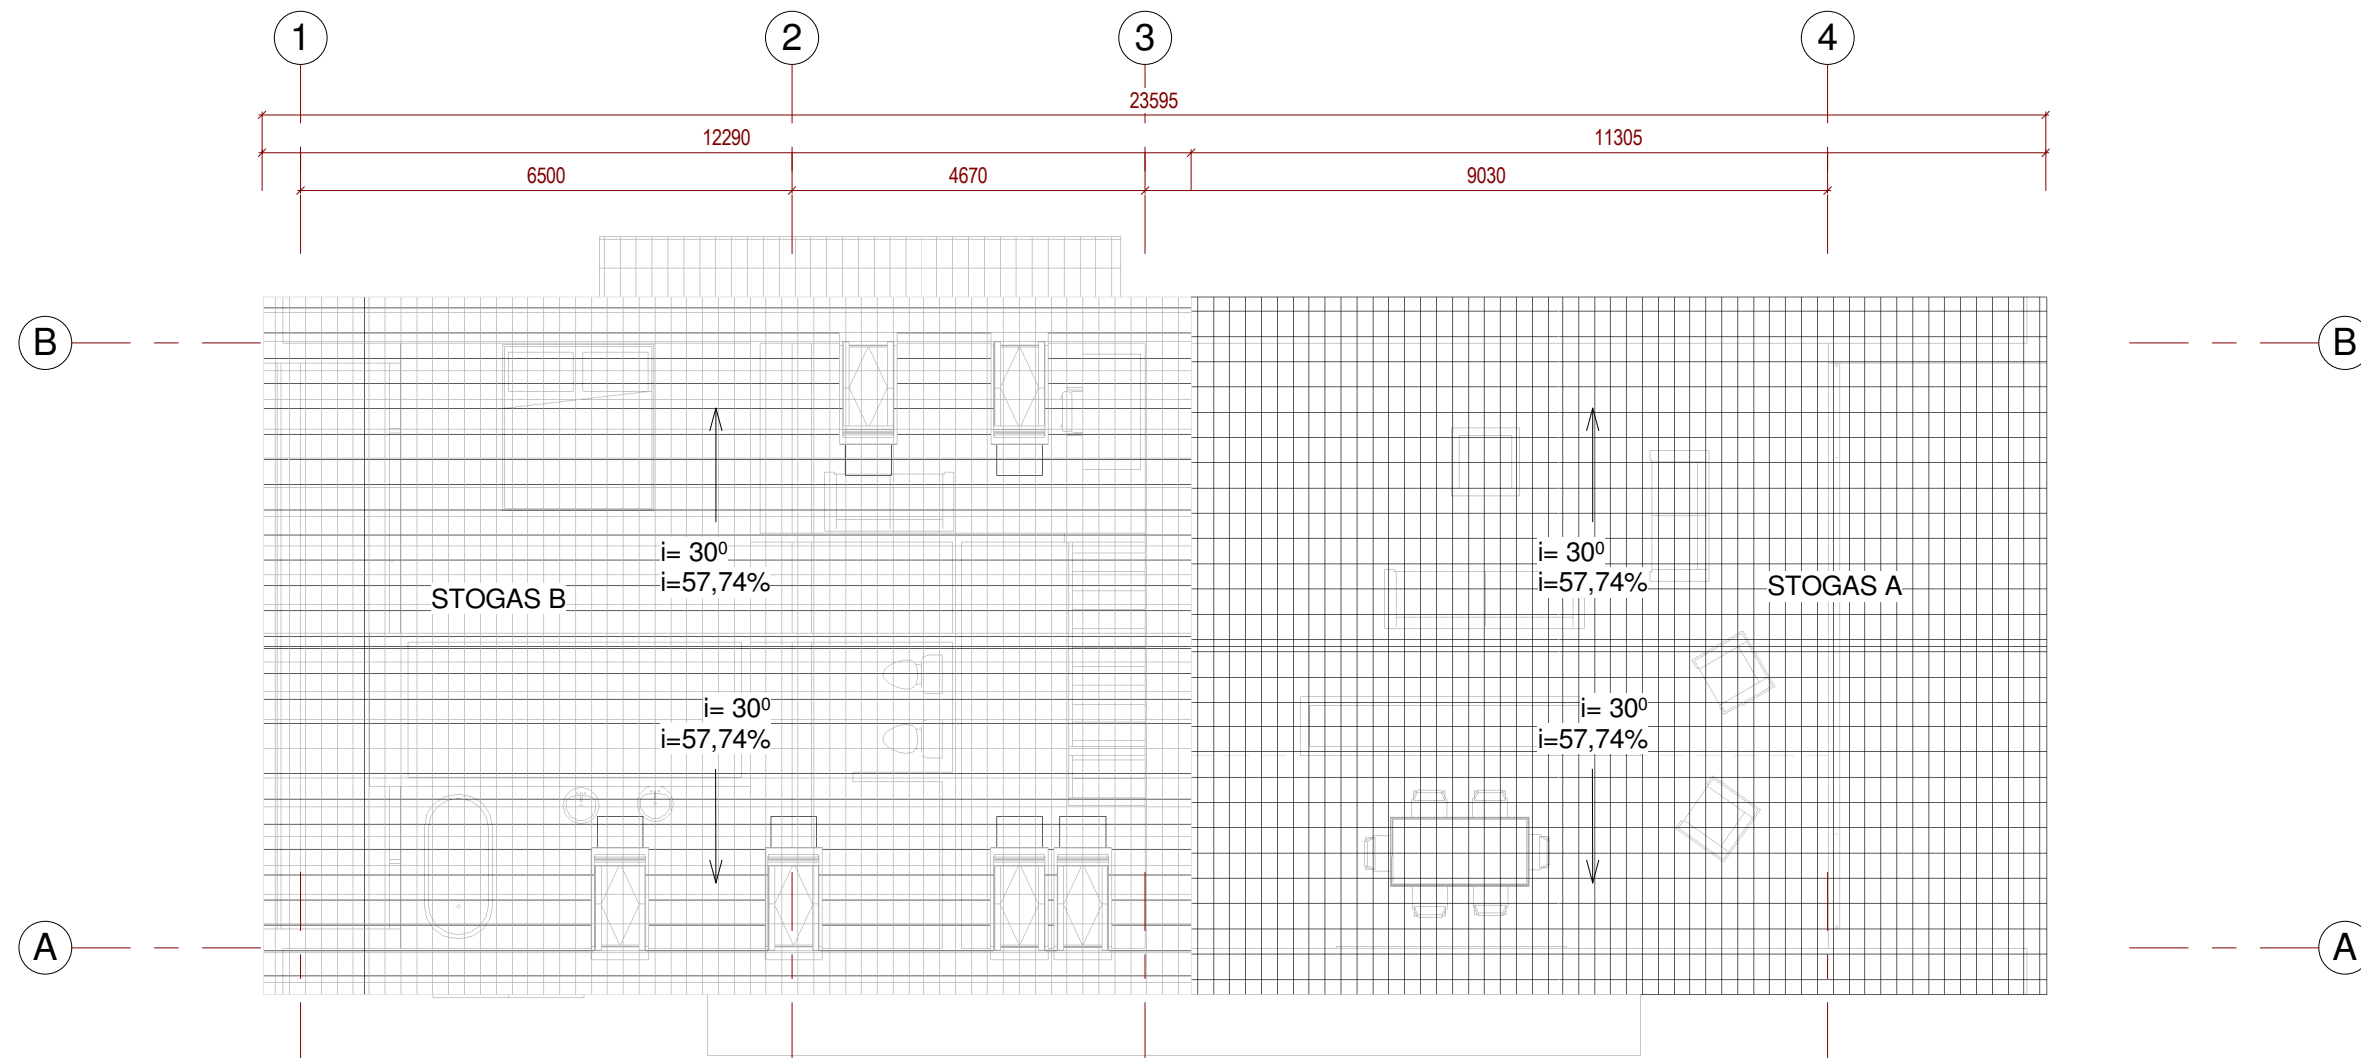 1 2 3 4
23595
12290 11305
6500 4670 9030
B B
i= 30⁰ i= 30⁰
i=57,74% i=57,74%
STOGAS B STOGAS A
i= 30⁰ i= 30⁰
i=57,74% i=57,74%
A A